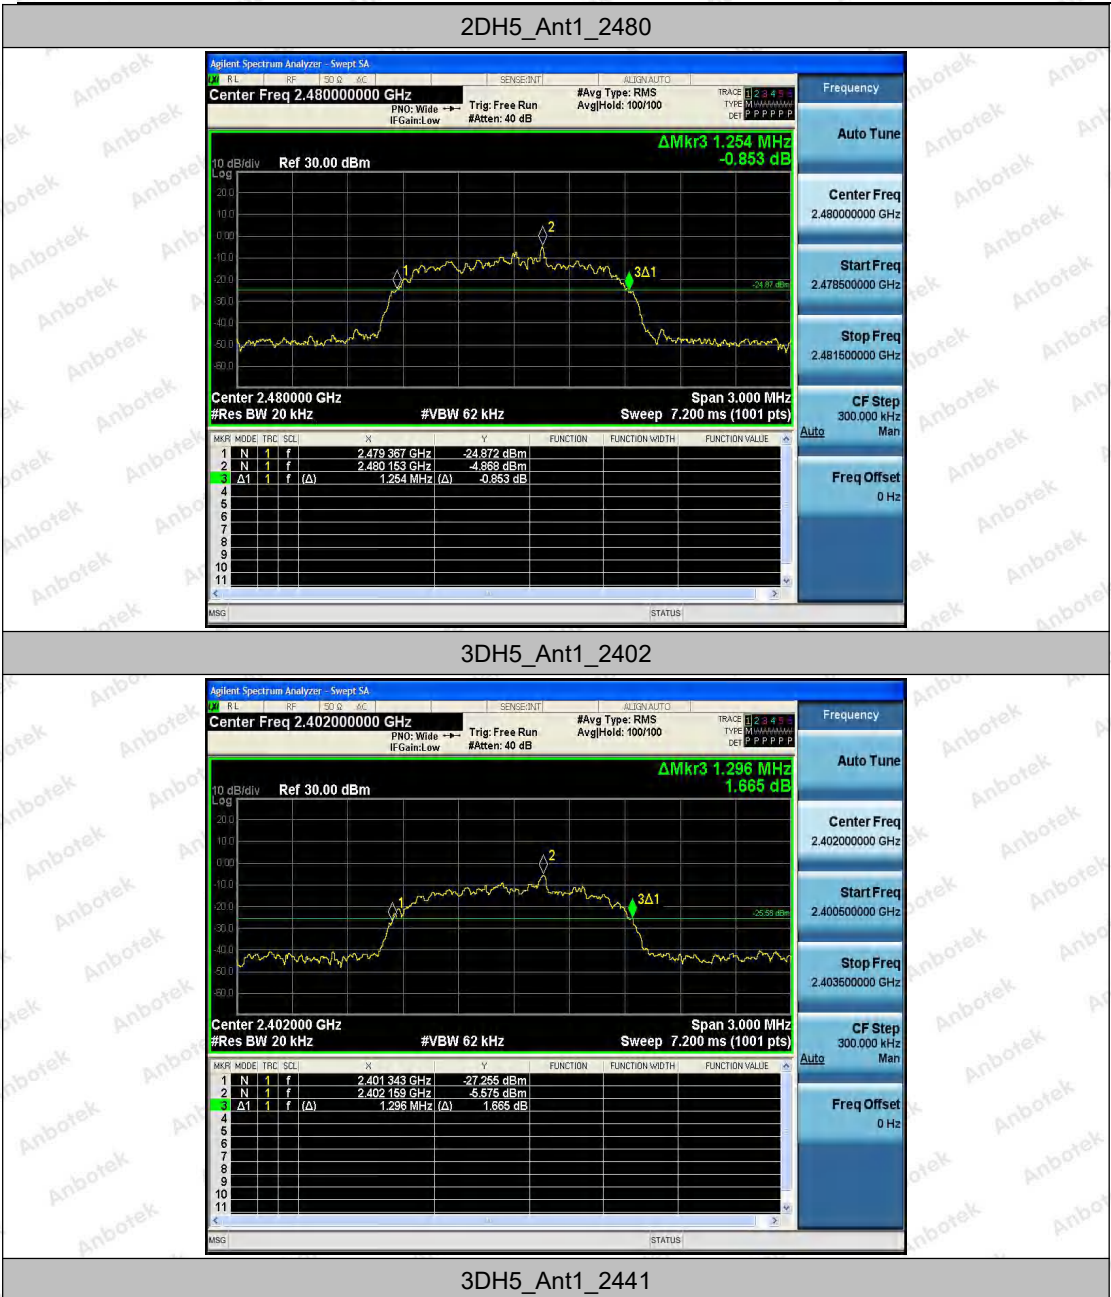 2DH5_Ant1_2480
Agilent Spectrum Analyzer - Swept SA
RL RF 50 Ω AC SENSE:INT ALIGNAUTO
Center Freq 2.480000000 GHz
PNO: Wide
IFGain:Low
Trig: Free Run
#Atten: 40 dB
#Avg Type: RMS
Avg|Hold: 100/100
TRACE 1 2 3 4 5 6
TYPE M
DET P P P P P P
ΔMkr3 1.254 MHz
-0.853 dB
10 dB/div Ref 30.00 dBm
Log
20.0
10.0
0.00
-10.0
-20.0
-30.0
-40.0
-50.0
-60.0
1
2
3Δ1
-24.87 dBm
Center 2.480000 GHz Span 3.000 MHz
#Res BW 20 kHz #VBW 62 kHz Sweep 7.200 ms (1001 pts)
MKR MODE TRC SCL X Y FUNCTION FUNCTION WIDTH FUNCTION VALUE
1 N 1 f 2.479 367 GHz -24.872 dBm
2 N 1 f 2.480 153 GHz -4.868 dBm
3 Δ1 1 f (Δ) 1.254 MHz (Δ) -0.853 dB
4
5
6
7
8
9
10
11
MSG STATUS
Frequency
Auto Tune
Center Freq
2.480000000 GHz
Start Freq
2.478500000 GHz
Stop Freq
2.481500000 GHz
CF Step
300.000 kHz
Auto Man
Freq Offset
0 Hz
3DH5_Ant1_2402
Agilent Spectrum Analyzer - Swept SA
RL RF 50 Ω AC SENSE:INT ALIGNAUTO
Center Freq 2.402000000 GHz
PNO: Wide
IFGain:Low
Trig: Free Run
#Atten: 40 dB
#Avg Type: RMS
Avg|Hold: 100/100
TRACE 1 2 3 4 5 6
TYPE M
DET P P P P P P
ΔMkr3 1.296 MHz
1.665 dB
10 dB/div Ref 30.00 dBm
Log
20.0
10.0
0.00
-10.0
-20.0
-30.0
-40.0
-50.0
-60.0
1
2
3Δ1
-25.58 dBm
Center 2.402000 GHz Span 3.000 MHz
#Res BW 20 kHz #VBW 62 kHz Sweep 7.200 ms (1001 pts)
MKR MODE TRC SCL X Y FUNCTION FUNCTION WIDTH FUNCTION VALUE
1 N 1 f 2.401 343 GHz -27.255 dBm
2 N 1 f 2.402 159 GHz -5.575 dBm
3 Δ1 1 f (Δ) 1.296 MHz (Δ) 1.665 dB
4
5
6
7
8
9
10
11
MSG STATUS
Frequency
Auto Tune
Center Freq
2.402000000 GHz
Start Freq
2.400500000 GHz
Stop Freq
2.403500000 GHz
CF Step
300.000 kHz
Auto Man
Freq Offset
0 Hz
3DH5_Ant1_2441